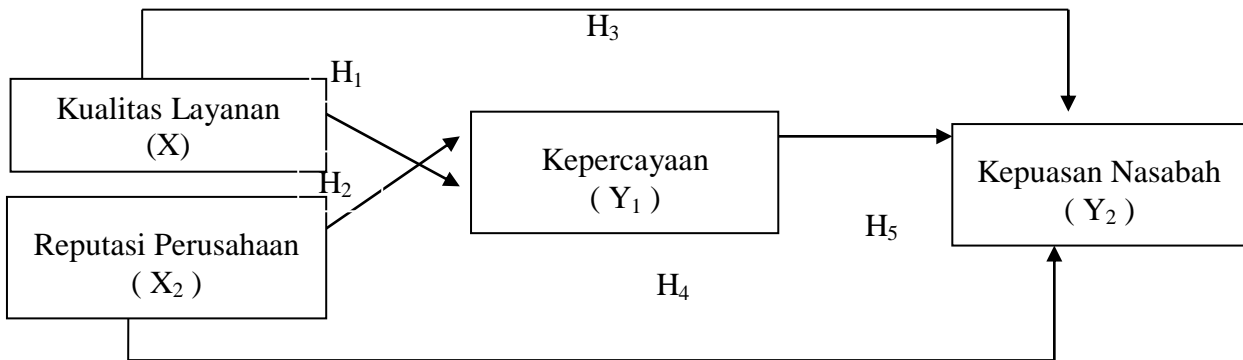 H₃
H₁
Kualitas Layanan
(X)
Kepercayaan
( Y₁ )
Kepuasan Nasabah
( Y₂ )
H₂
Reputasi Perusahaan
( X₂ )
H₅
H₄